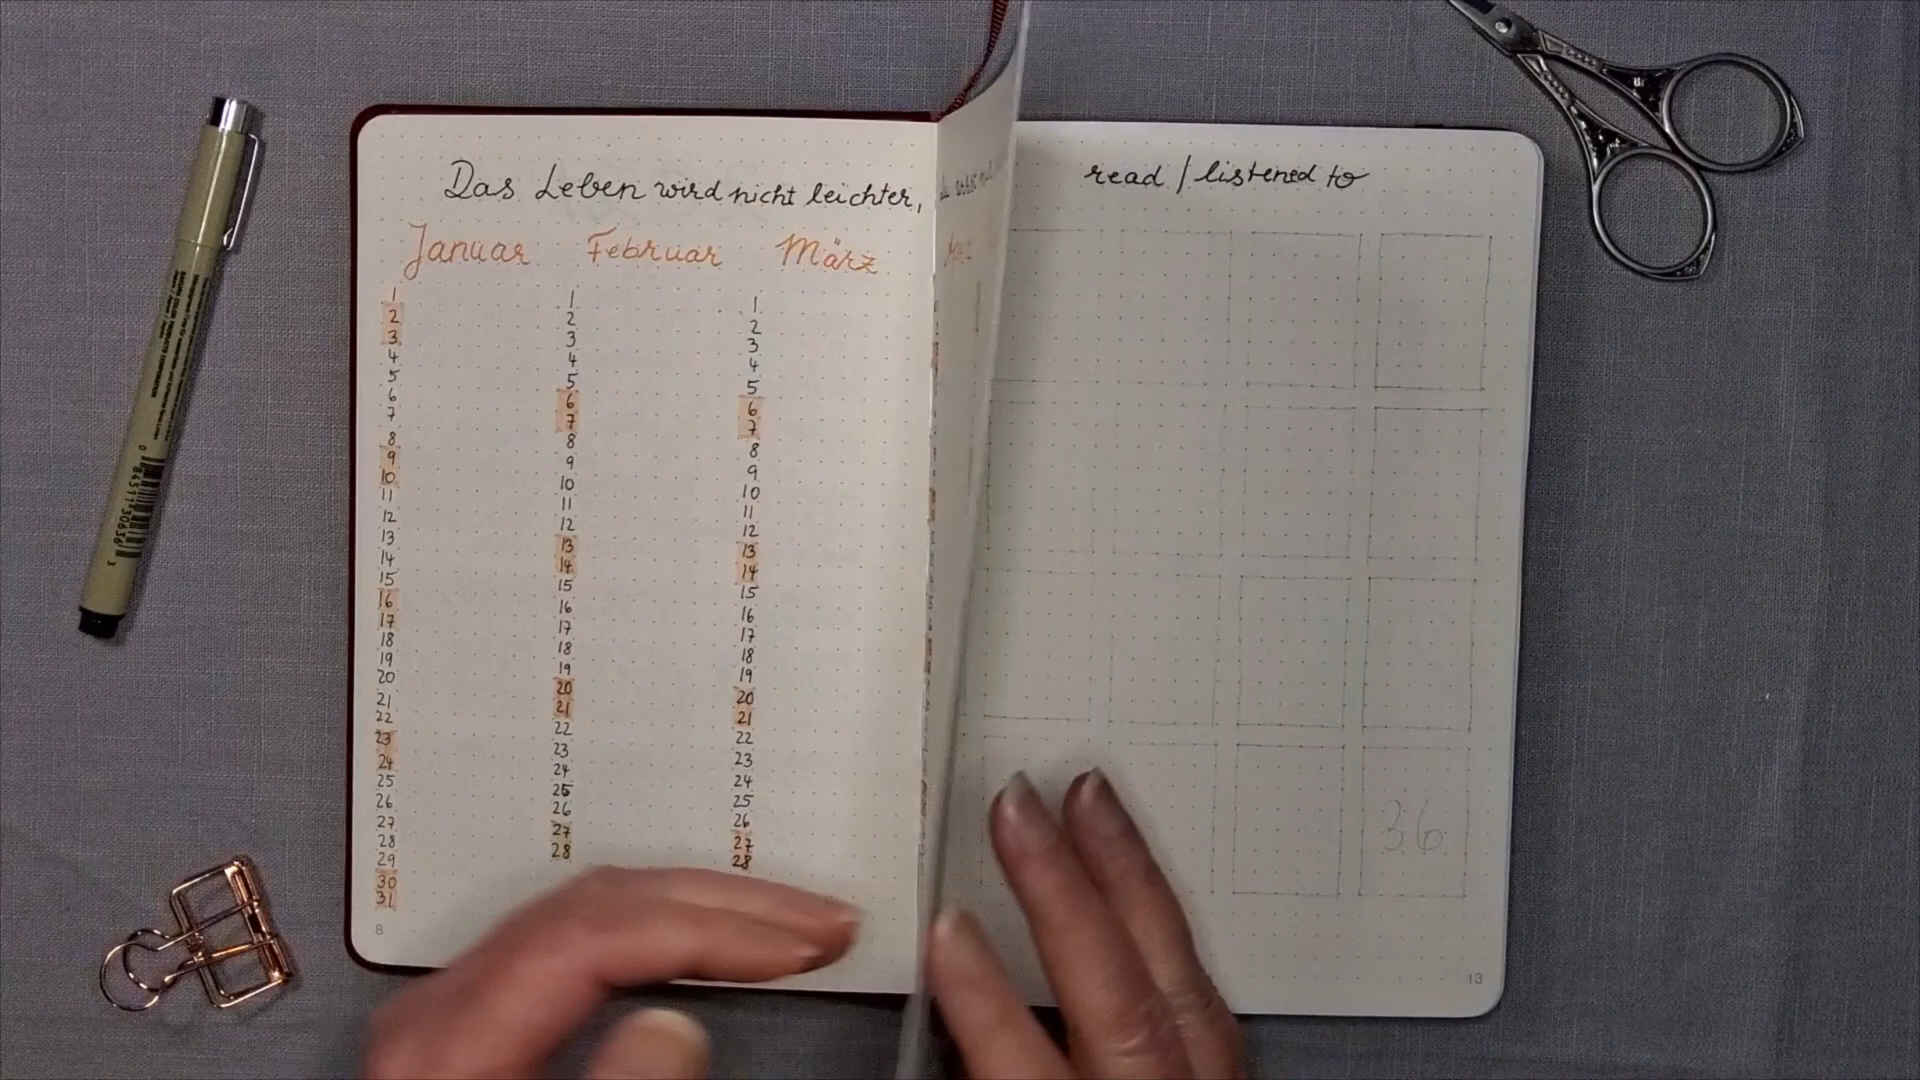 Das Leben wird nicht leichter,
Januar Februar März
1 1 1
2 2 2
3 3 3
4 4 4
5 5 5
6 6 6
7 7 7
8 8 8
9 9 9
10 10 10
11 11 11
12 12 12
13 13 13
14 14 14
15 15 15
16 16 16
17 17 17
18 18 18
19 19 19
20 20 20
21 21 21
22 22 22
23 23 23
24 24 24
25 25 25
26 26 26
27 27 27
28 28 28
29
30
31
8
read / listened to
36
13